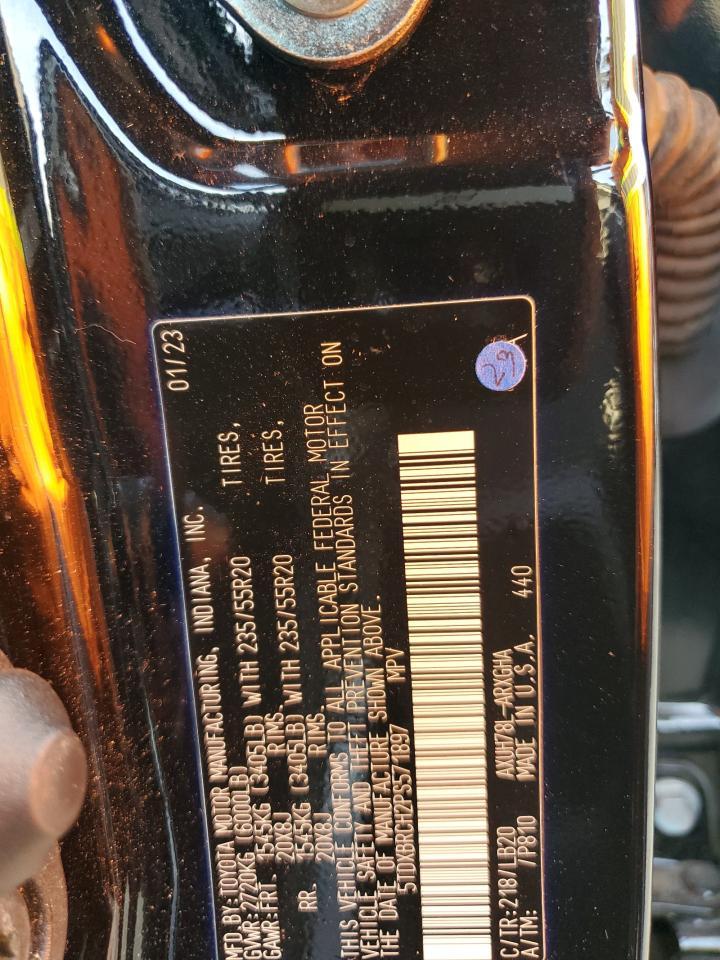 MFD.BY:TOYOTA MOTOR MANUFACTURING, INDIANA, INC. 01/23
GVWR:2720KG (6000LB)
GAWR:FRT. 1545KG (3405LB) WITH 235/55R20 TIRES,
20X8J RIMS
RR. 1545KG (3405LB) WITH 235/55R20 TIRES,
20X8J RIMS
THIS VEHICLE CONFORMS TO ALL APPLICABLE FEDERAL MOTOR
VEHICLE SAFETY AND THEFT PREVENTION STANDARDS IN EFFECT ON
THE DATE OF MANUFACTURE SHOWN ABOVE.
MPV
C/TR:218/LB20 AXUH78L-ARXGHA 440
A/TM: /P810 MADE IN U.S.A. A